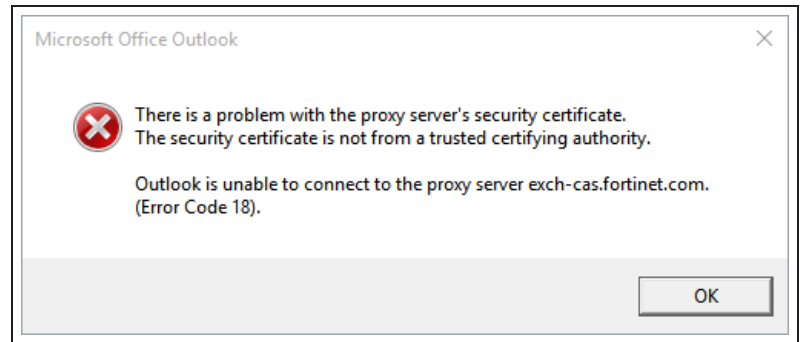 Microsoft Office Outlook
There is a problem with the proxy server's security certificate.
The security certificate is not from a trusted certifying authority.
Outlook is unable to connect to the proxy server exch-cas.fortinet.com.
(Error Code 18).
OK